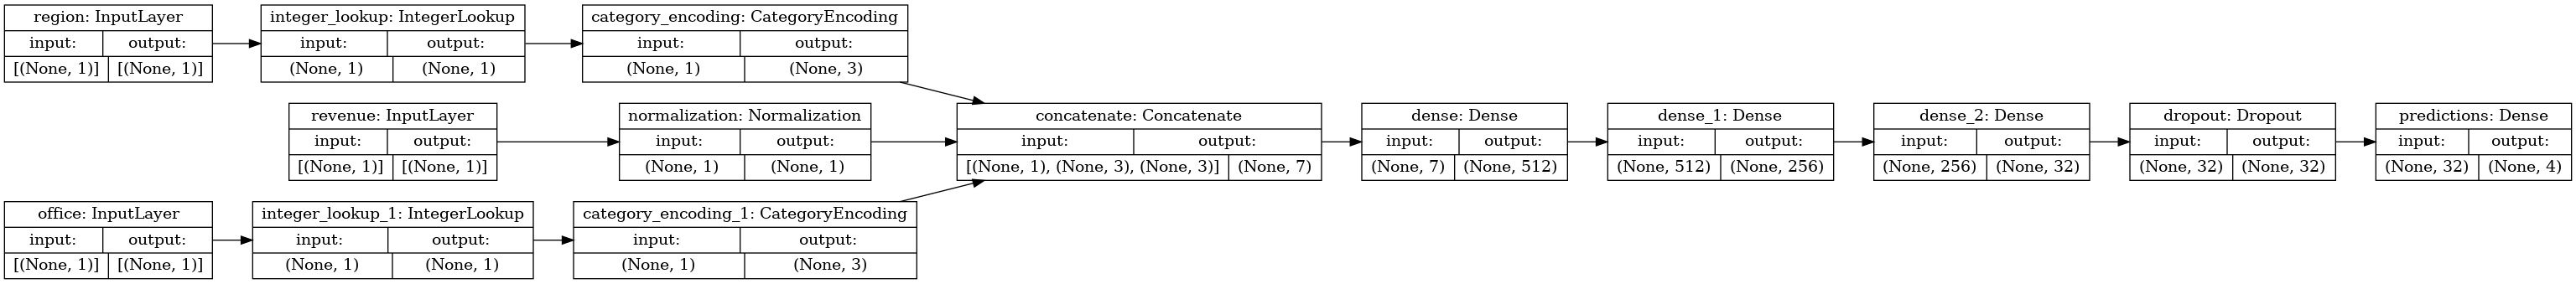 region: InputLayer
input: output:
[(None, 1)] [(None, 1)]
integer_lookup: IntegerLookup
input: output:
(None, 1) (None, 1)
category_encoding: CategoryEncoding
input: output:
(None, 1) (None, 3)
revenue: InputLayer
input: output:
[(None, 1)] [(None, 1)]
normalization: Normalization
input: output:
(None, 1) (None, 1)
office: InputLayer
input: output:
[(None, 1)] [(None, 1)]
integer_lookup_1: IntegerLookup
input: output:
(None, 1) (None, 1)
category_encoding_1: CategoryEncoding
input: output:
(None, 1) (None, 3)
concatenate: Concatenate
input: output:
[(None, 1), (None, 3), (None, 3)] (None, 7)
dense: Dense
input: output:
(None, 7) (None, 512)
dense_1: Dense
input: output:
(None, 512) (None, 256)
dense_2: Dense
input: output:
(None, 256) (None, 32)
dropout: Dropout
input: output:
(None, 32) (None, 32)
predictions: Dense
input: output:
(None, 32) (None, 4)